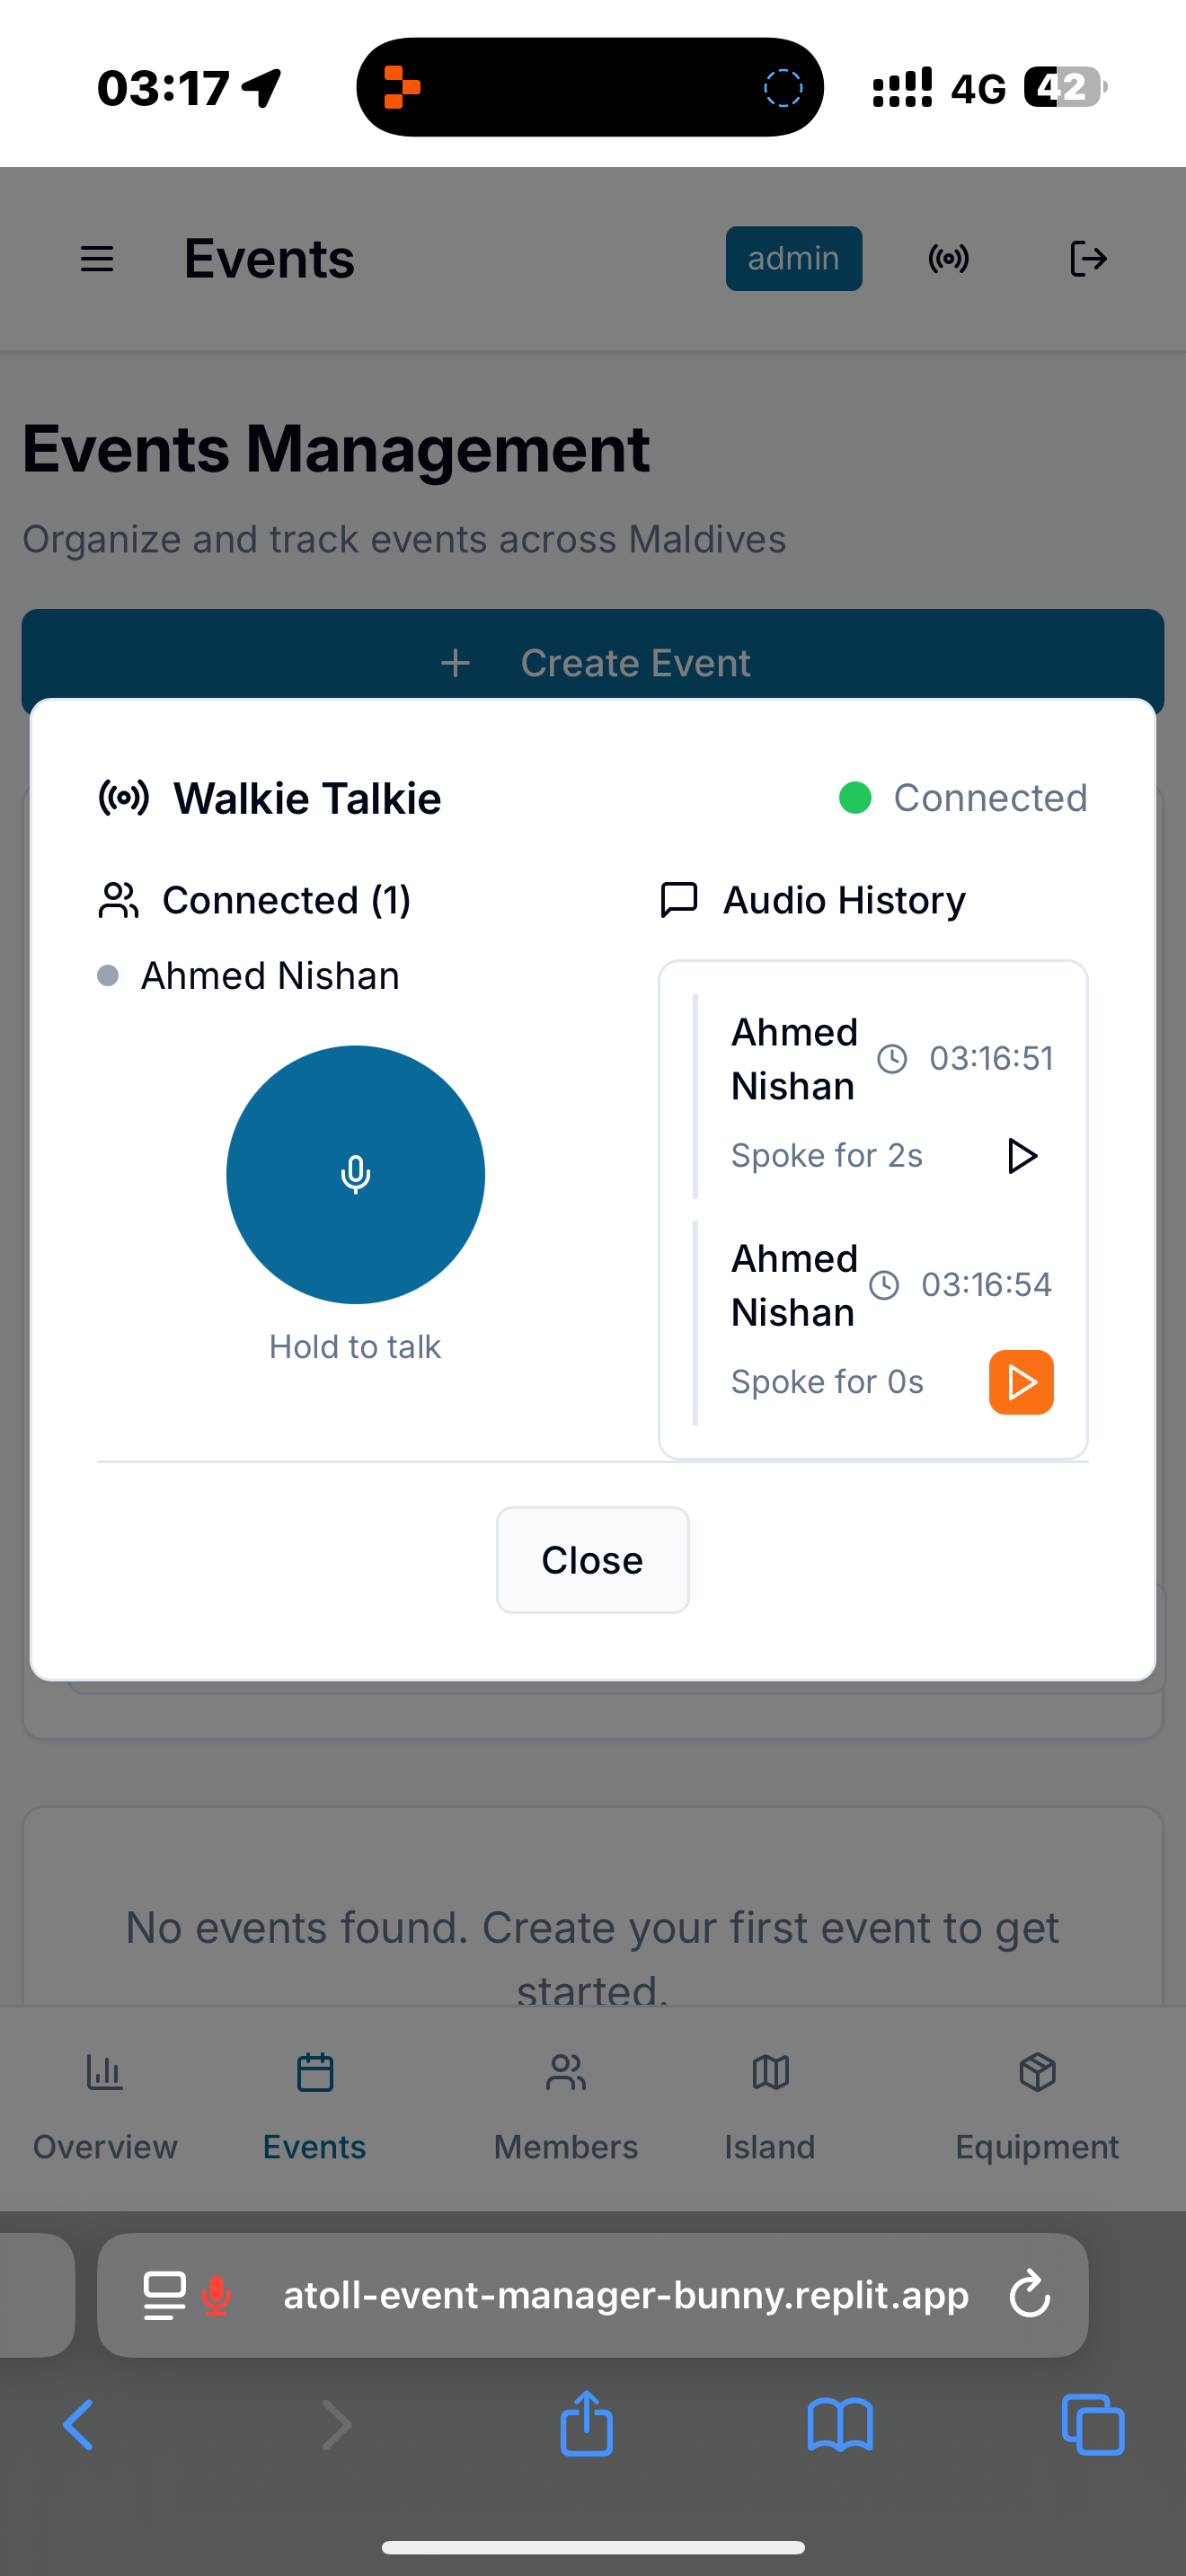 03:17
4G
42
Events
admin
Events Management
Organize and track events across Maldives
Create Event
Walkie Talkie
Connected
Connected (1)
Ahmed Nishan
Hold to talk
Audio History
Ahmed
Nishan
03:16:51
Spoke for 2s
Ahmed
Nishan
03:16:54
Spoke for 0s
Close
No events found. Create your first event to get
started.
Overview
Events
Members
Island
Equipment
atoll-event-manager-bunny.replit.app